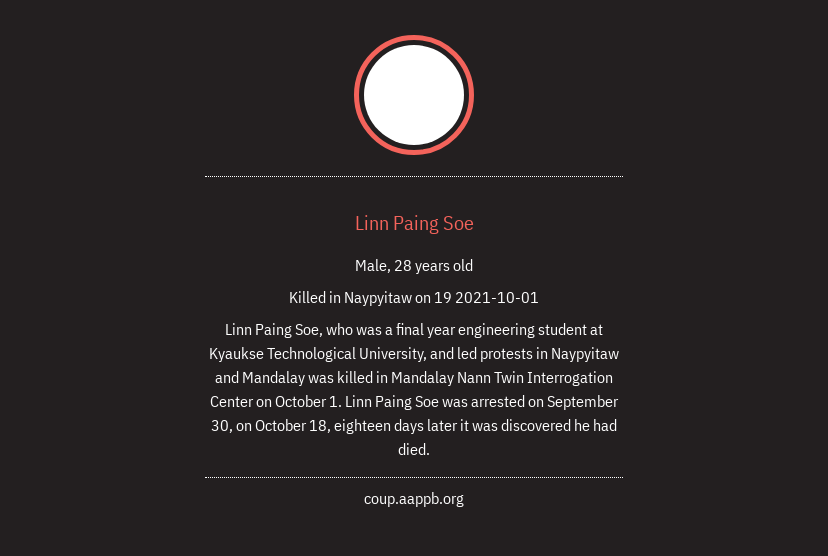 Linn Paing Soe
Male, 28 years old
Killed in Naypyitaw on 19 2021-10-01
Linn Paing Soe, who was a final year engineering student at
Kyaukse Technological University, and led protests in Naypyitaw
and Mandalay was killed in Mandalay Nann Twin Interrogation
Center on October 1. Linn Paing Soe was arrested on September
30, on October 18, eighteen days later it was discovered he had
died.
coup.aappb.org